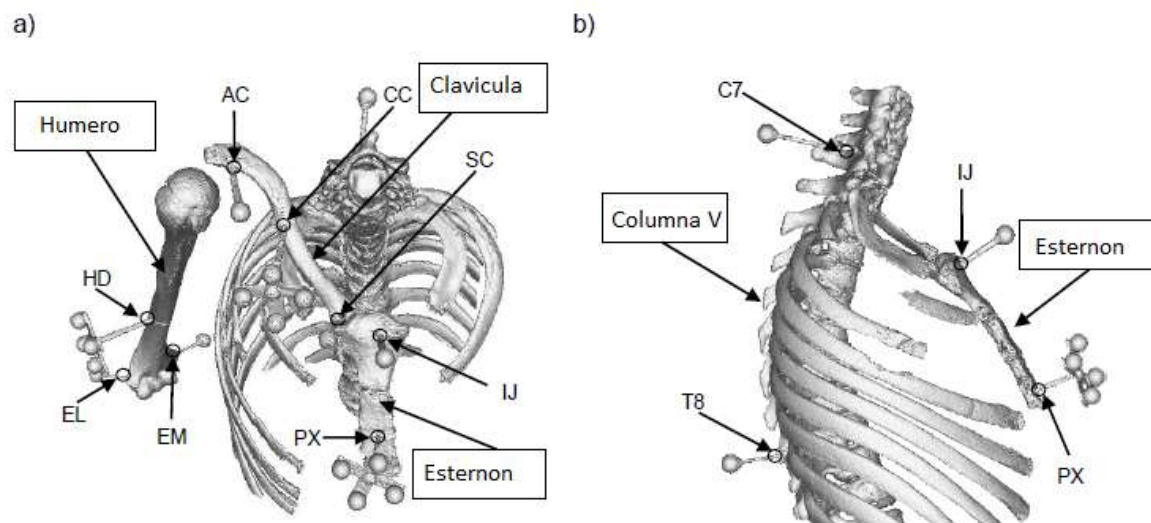 a)
AC
CC
Clavicula
Humero
SC
HD
EL
EM
PX
IJ
Esternon
b)
C7
IJ
Columna V
Esternon
T8
PX